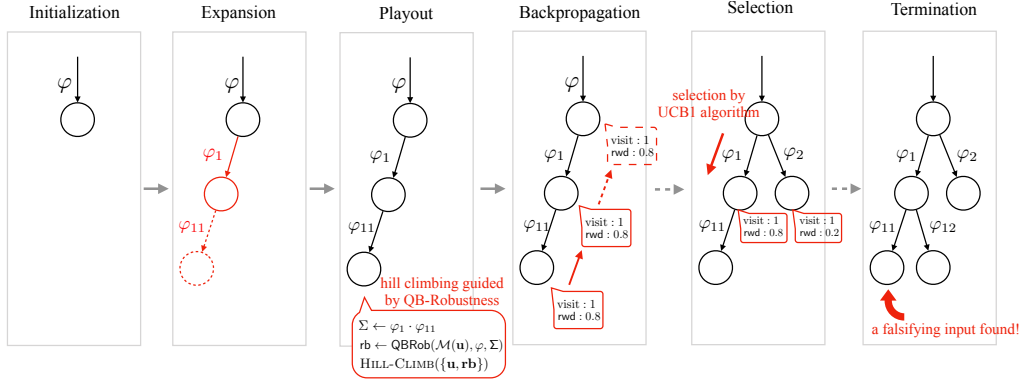 Initialization
φ
Expansion
φ
φ₁
φ₁₁
Playout
φ
φ₁
φ₁₁
hill climbing guided
by QB-Robustness
Σ ← φ₁ · φ₁₁
rb ← QBRob(ℳ(𝐮), φ, Σ)
HILL-CLIMB({𝐮, 𝐫𝐛})
Backpropagation
φ
visit : 1
rwd : 0.8
φ₁
φ₁₁
visit : 1
rwd : 0.8
visit : 1
rwd : 0.8
Selection
selection by
UCB1 algorithm
φ₁
φ₂
φ₁₁
visit : 1
rwd : 0.8
visit : 1
rwd : 0.2
Termination
φ₁
φ₂
φ₁₁
φ₁₂
a falsifying input found!